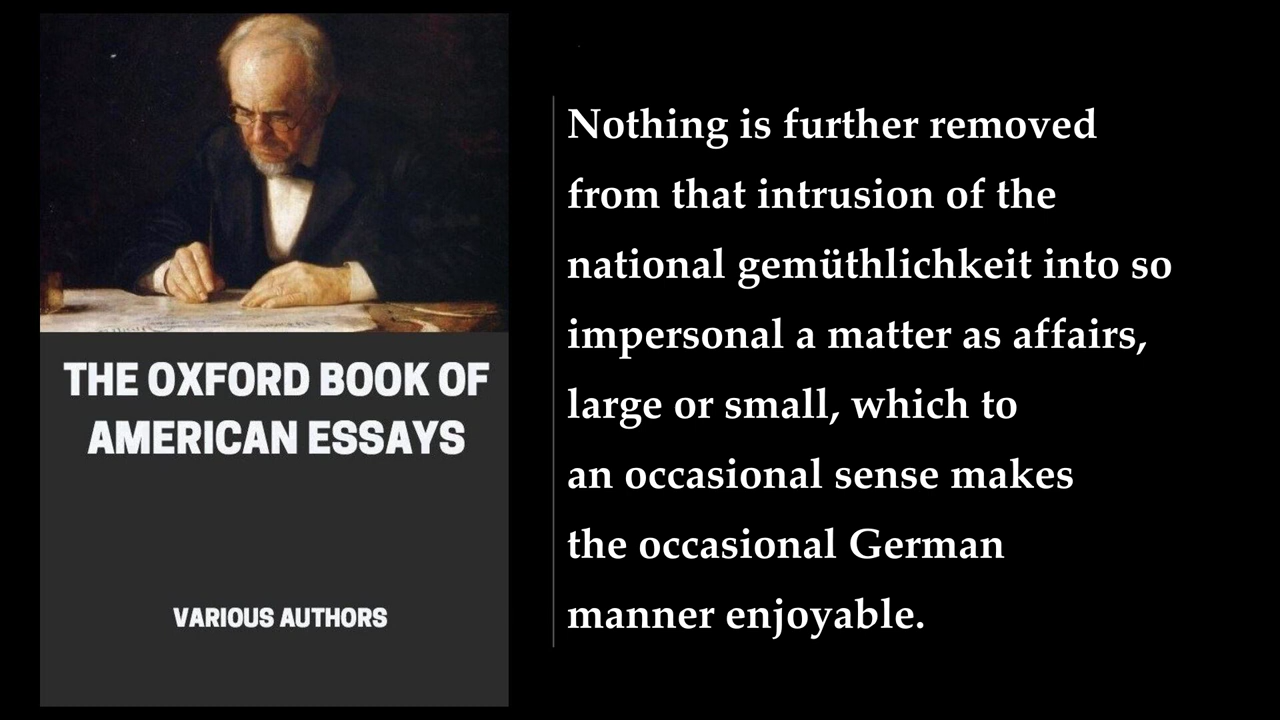 THE OXFORD BOOK OF
AMERICAN ESSAYS
VARIOUS AUTHORS
Nothing is further removed
from that intrusion of the
national gemüthlichkeit into so
impersonal a matter as affairs,
large or small, which to
an occasional sense makes
the occasional German
manner enjoyable.